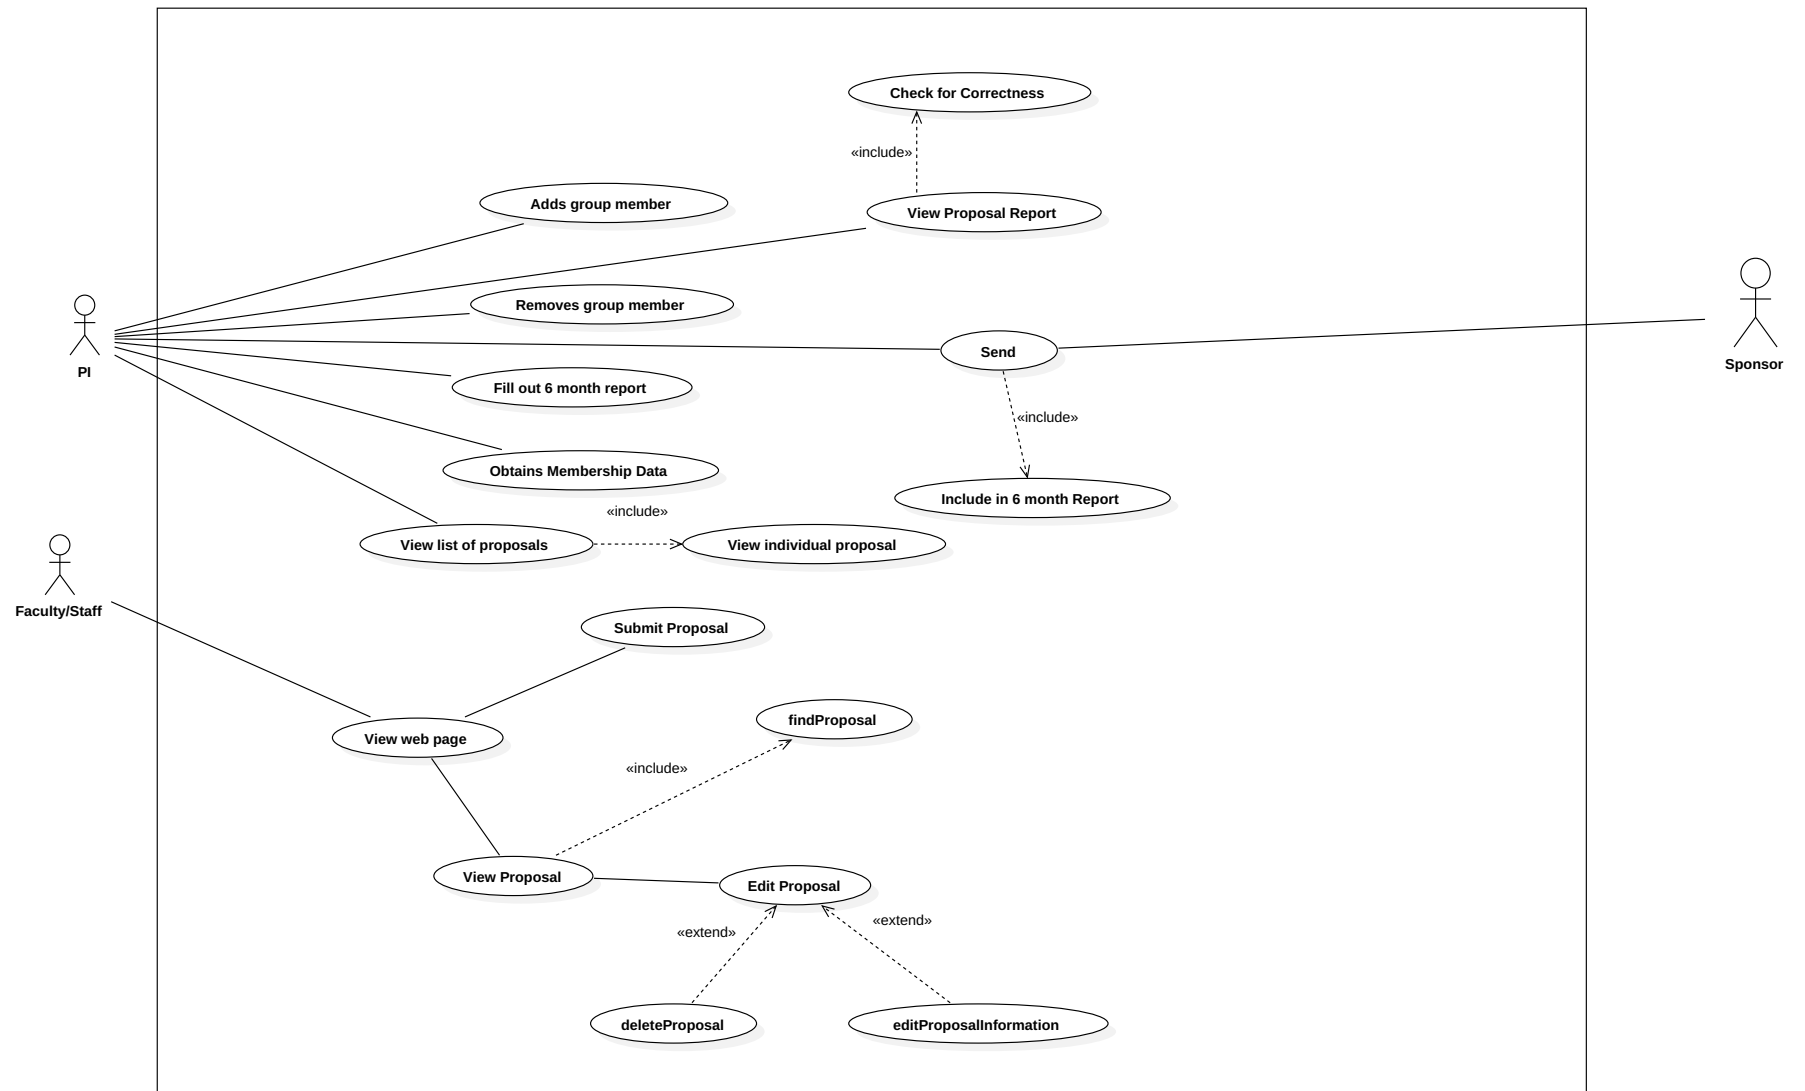 Check for Correctness
«include»
Adds group member
View Proposal Report
Removes group member
Send
PI
Sponsor
Fill out 6 month report
«include»
Obtains Membership Data
Include in 6 month Report
«include»
View list of proposals
View individual proposal
Faculty/Staff
Submit Proposal
findProposal
View web page
«include»
View Proposal
Edit Proposal
«extend»
«extend»
deleteProposal
editProposalInformation